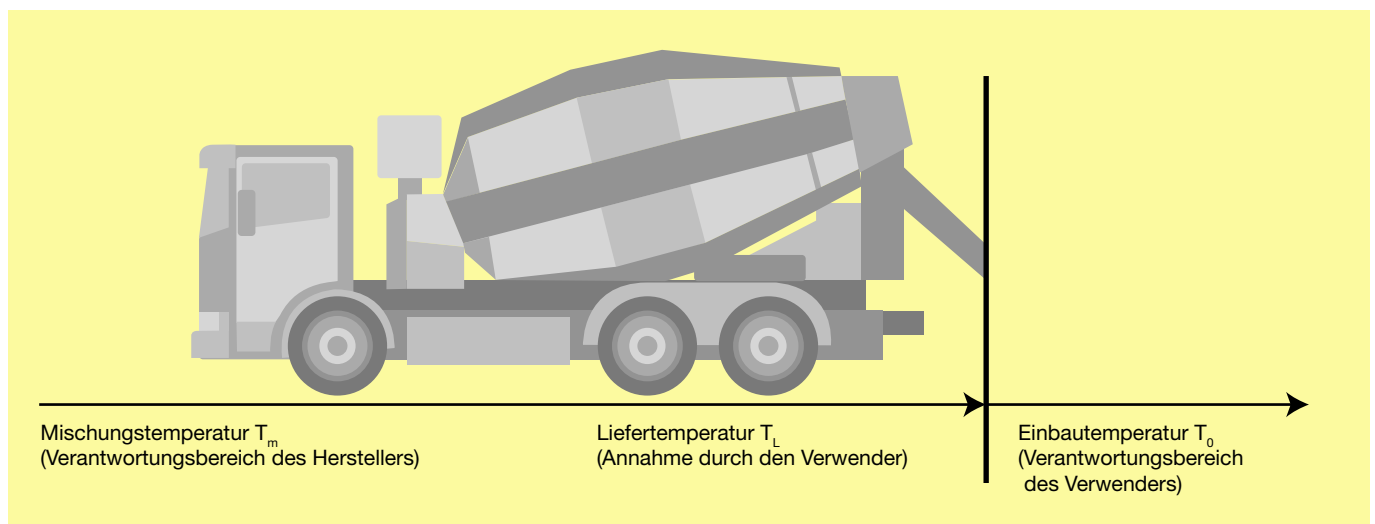 Mischungstemperatur Tm
(Verantwortungsbereich des Herstellers)
Liefertemperatur TL
(Annahme durch den Verwender)
Einbautemperatur T0
(Verantwortungsbereich
des Verwenders)